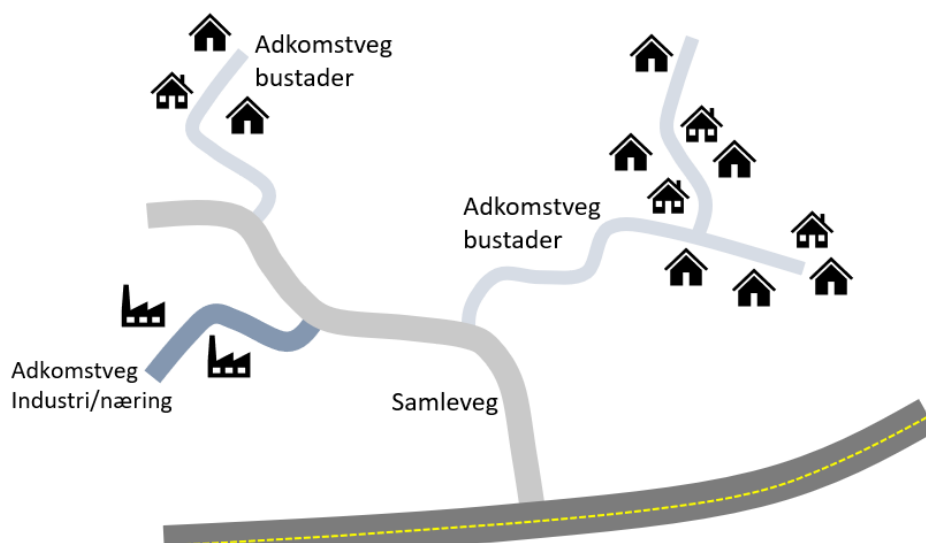 Adkomstveg
bustader
Adkomstveg
bustader
Adkomstveg
Industri/næring
Samleveg